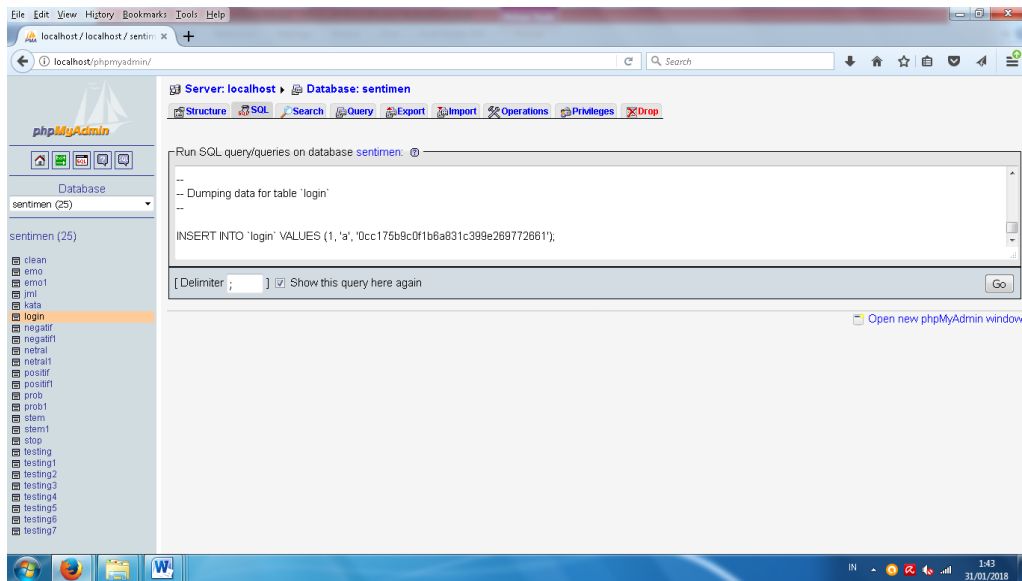 File Edit View History Bookmarks Tools Help
localhost / localhost / sentim
localhost/phpmyadmin/
Search
phpMyAdmin
Database
sentimen (25)
sentimen (25)
clean
emo
emo1
jml
kata
login
negatif
negatif1
netral
netral1
positif
positif1
prob
prob1
stem
stem1
stop
testing
testing1
testing2
testing3
testing4
testing5
testing6
testing7
Server: localhost Database: sentimen
Structure SQL Search Query Export Import Operations Privileges Drop
Run SQL query/queries on database sentimen:
--
-- Dumping data for table `login`
--
INSERT INTO `login` VALUES (1, 'a', '0cc175b9c0f1b6a831c399e269772661');
[ Delimiter ; ] Show this query here again
Go
Open new phpMyAdmin window
IN
1:43
31/01/2018